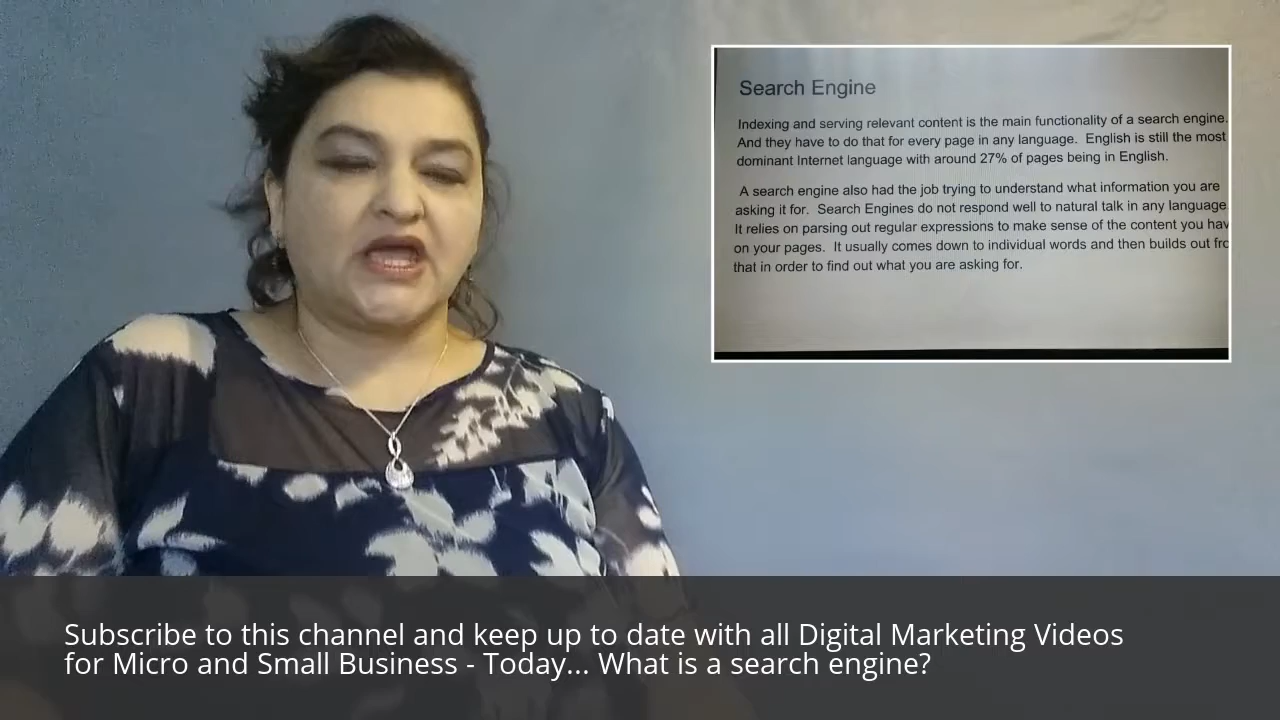 Search Engine
Indexing and serving relevant content is the main functionality of a search engine.
And they have to do that for every page in any language. English is still the most
dominant Internet language with around 27% of pages being in English.
A search engine also had the job trying to understand what information you are
asking it for. Search Engines do not respond well to natural talk in any language
It relies on parsing out regular expressions to make sense of the content you hav
on your pages. It usually comes down to individual words and then builds out fro
that in order to find out what you are asking for.
Subscribe to this channel and keep up to date with all Digital Marketing Videos
for Micro and Small Business - Today... What is a search engine?